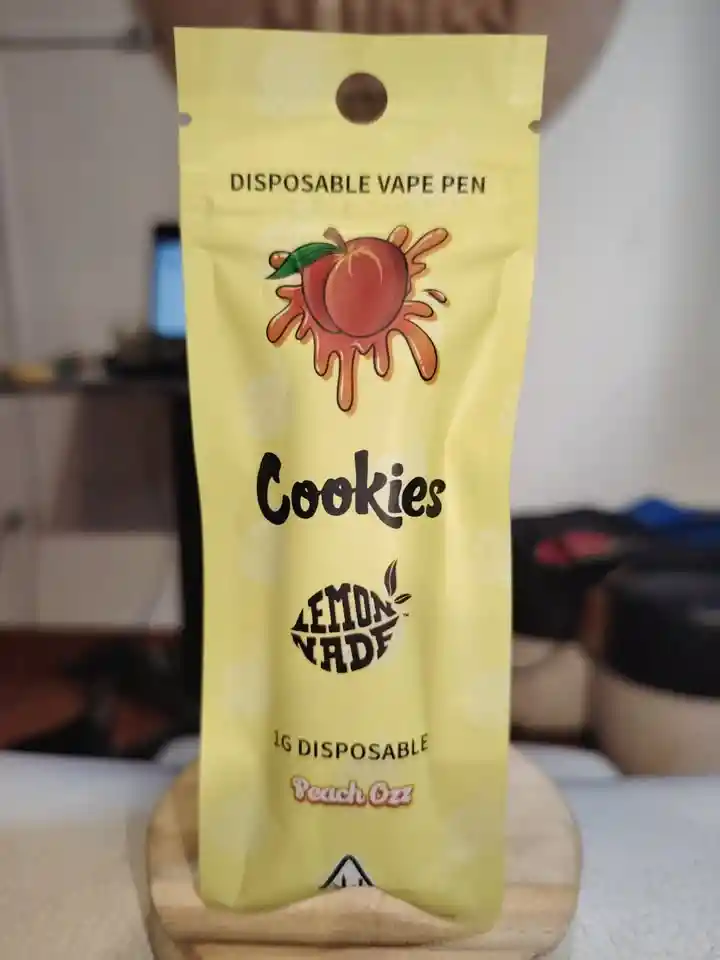 DISPOSABLE VAPE PEN
Cookies
LEMON
NADE
1G DISPOSABLE
Peach Ozz